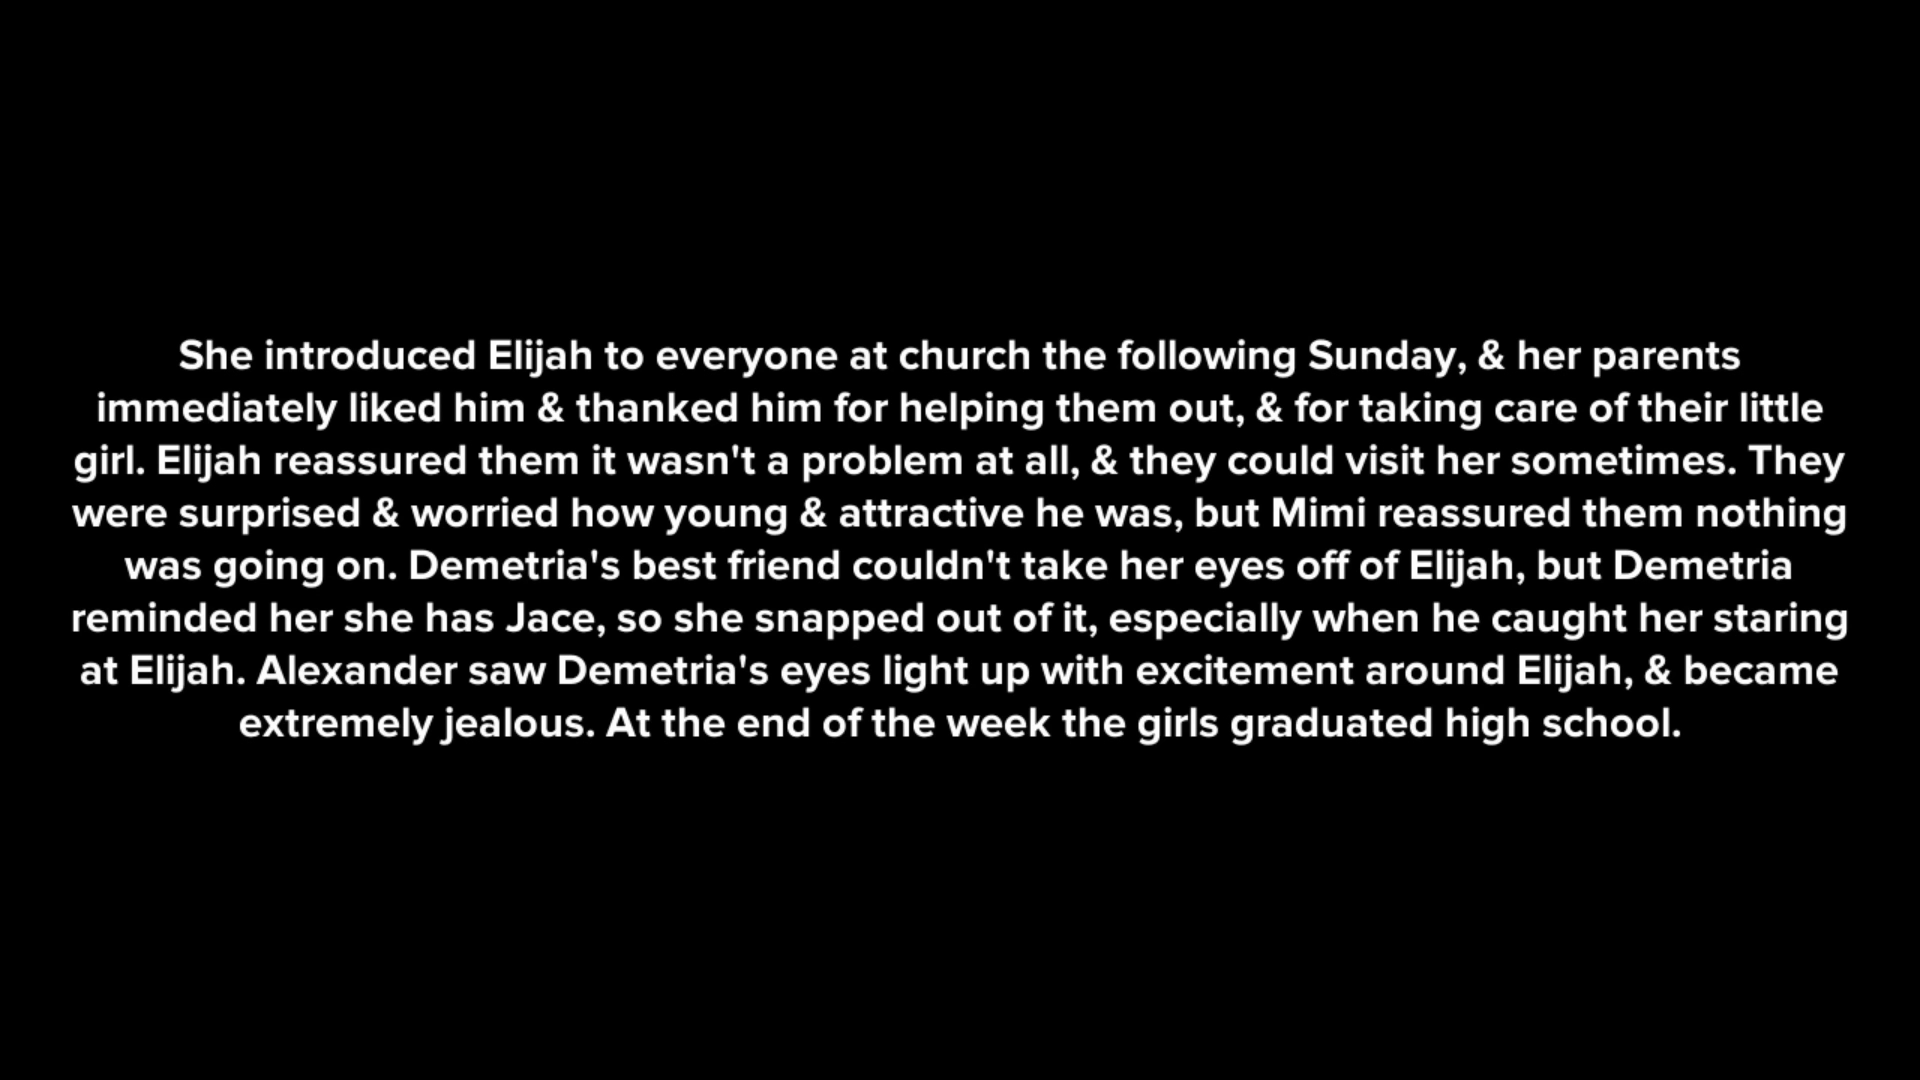 She introduced Elijah to everyone at church the following Sunday, & her parents
immediately liked him & thanked him for helping them out, & for taking care of their little
girl. Elijah reassured them it wasn't a problem at all, & they could visit her sometimes. They
were surprised & worried how young & attractive he was, but Mimi reassured them nothing
was going on. Demetria's best friend couldn't take her eyes off of Elijah, but Demetria
reminded her she has Jace, so she snapped out of it, especially when he caught her staring
at Elijah. Alexander saw Demetria's eyes light up with excitement around Elijah, & became
extremely jealous. At the end of the week the girls graduated high school.